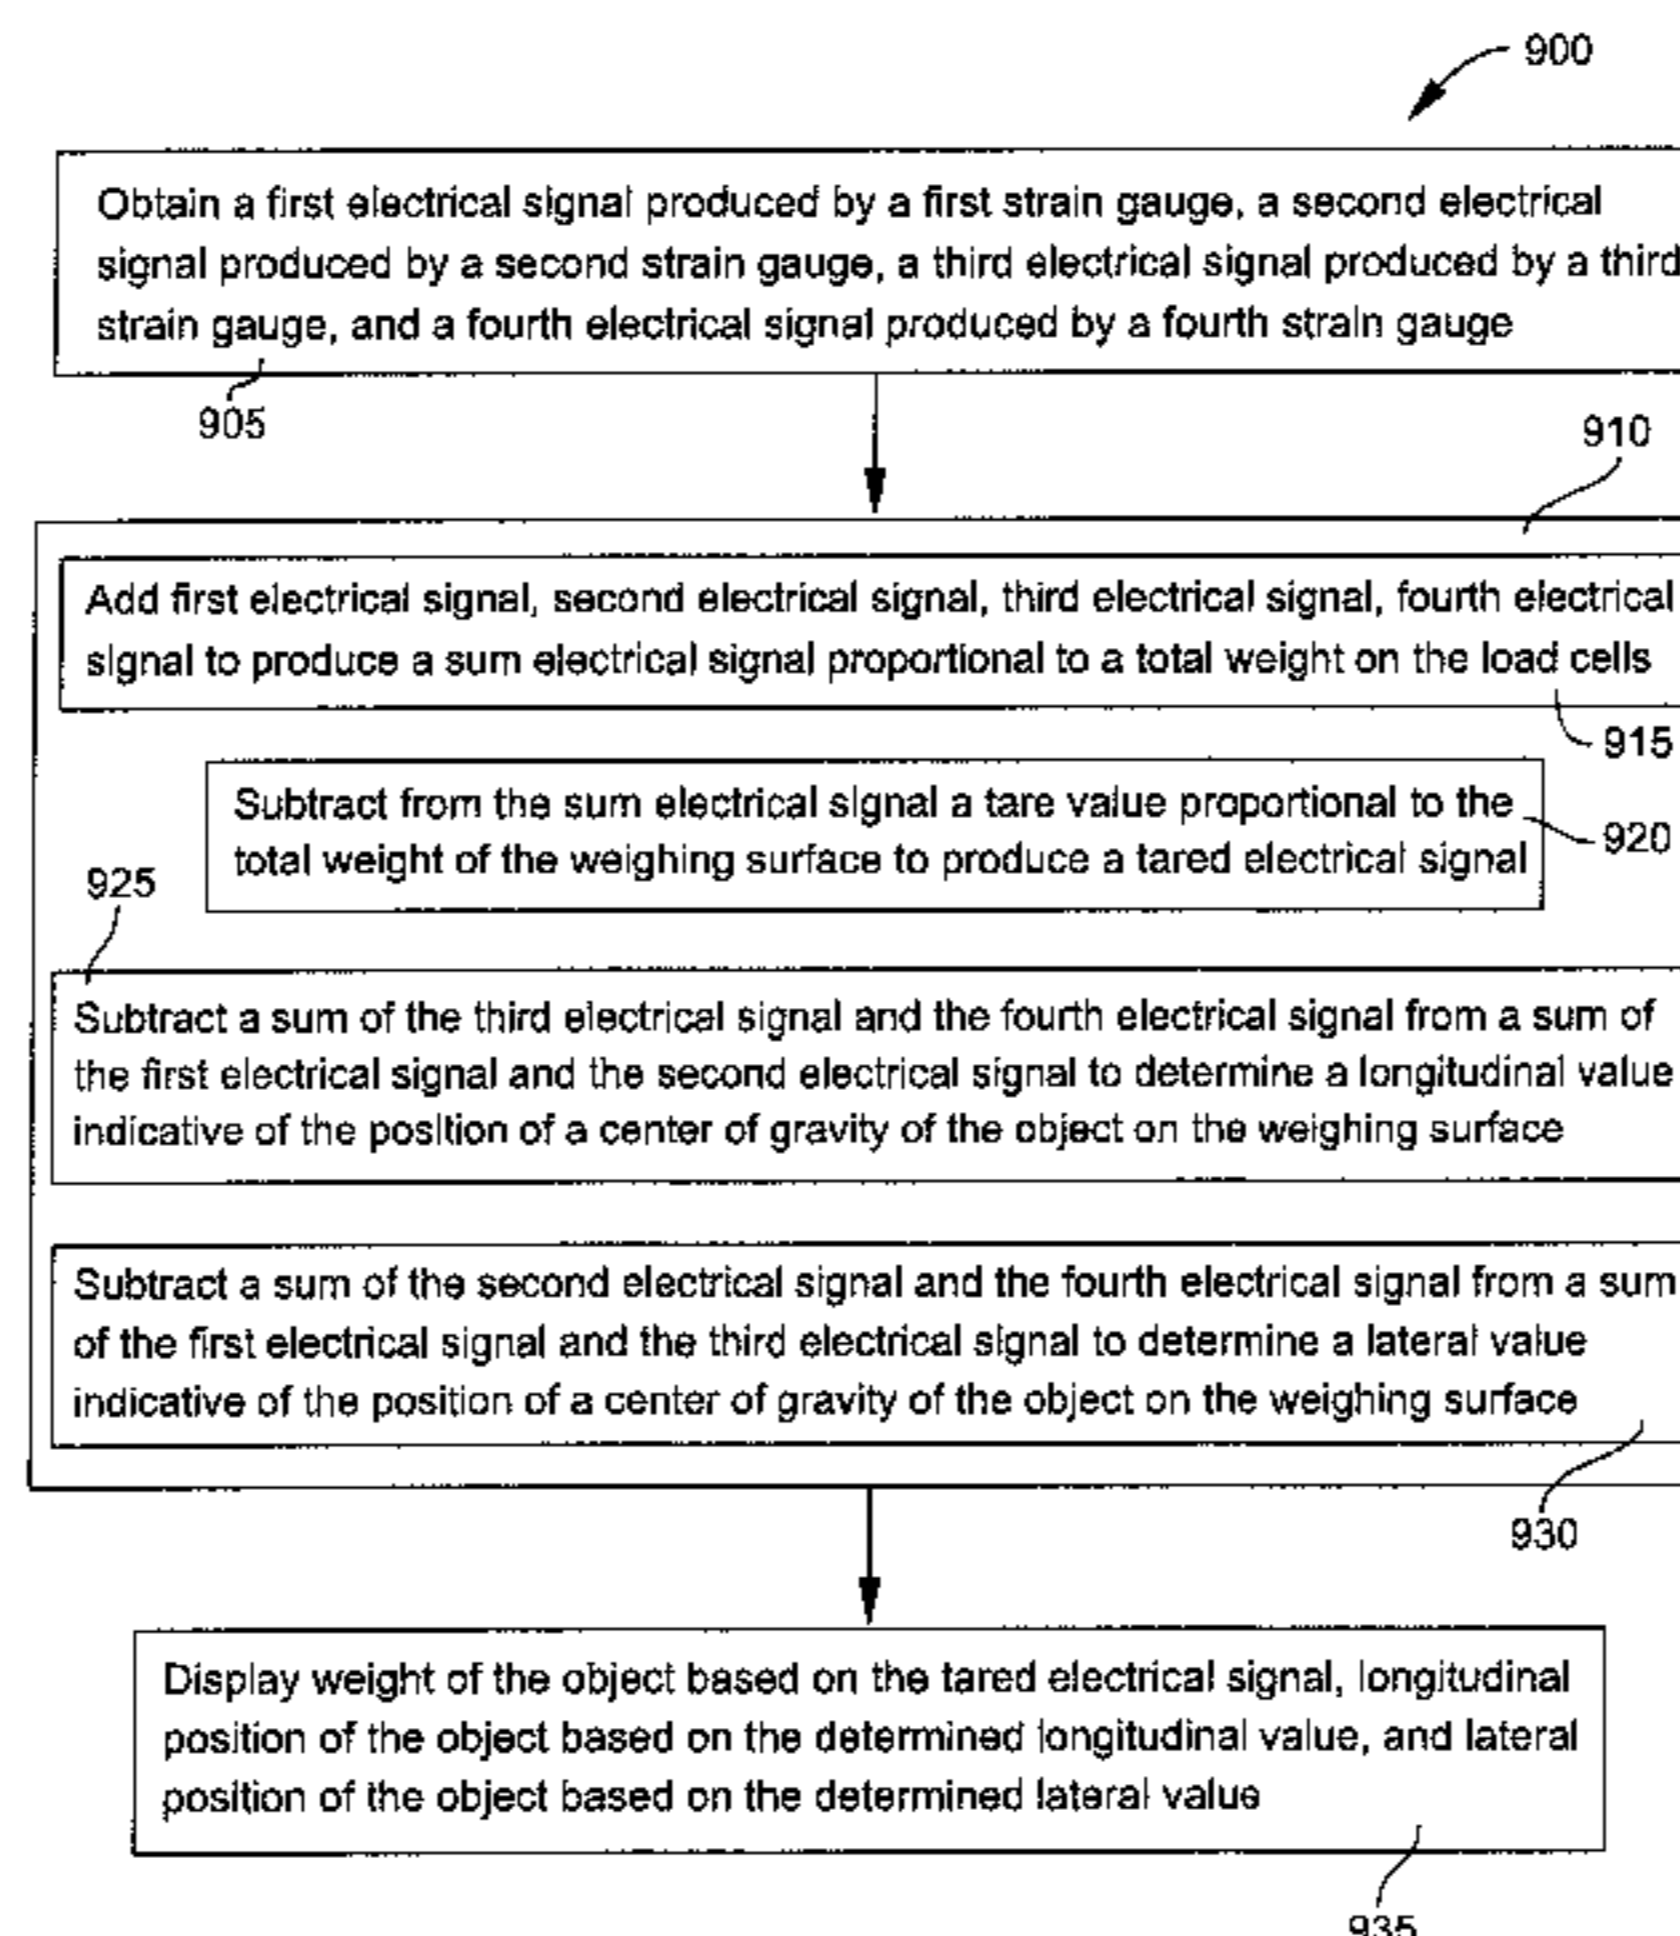 900
Obtain a first electrical signal produced by a first strain gauge, a second electrical
signal produced by a second strain gauge, a third electrical signal produced by a third
strain gauge, and a fourth electrical signal produced by a fourth strain gauge
905
910
Add first electrical signal, second electrical signal, third electrical signal, fourth electrical
signal to produce a sum electrical signal proportional to a total weight on the load cells
915
Subtract from the sum electrical signal a tare value proportional to the
total weight of the weighing surface to produce a tared electrical signal
920
925
Subtract a sum of the third electrical signal and the fourth electrical signal from a sum of
the first electrical signal and the second electrical signal to determine a longitudinal value
indicative of the position of a center of gravity of the object on the weighing surface
Subtract a sum of the second electrical signal and the fourth electrical signal from a sum
of the first electrical signal and the third electrical signal to determine a lateral value
indicative of the position of a center of gravity of the object on the weighing surface
930
Display weight of the object based on the tared electrical signal, longitudinal
position of the object based on the determined longitudinal value, and lateral
position of the object based on the determined lateral value
935